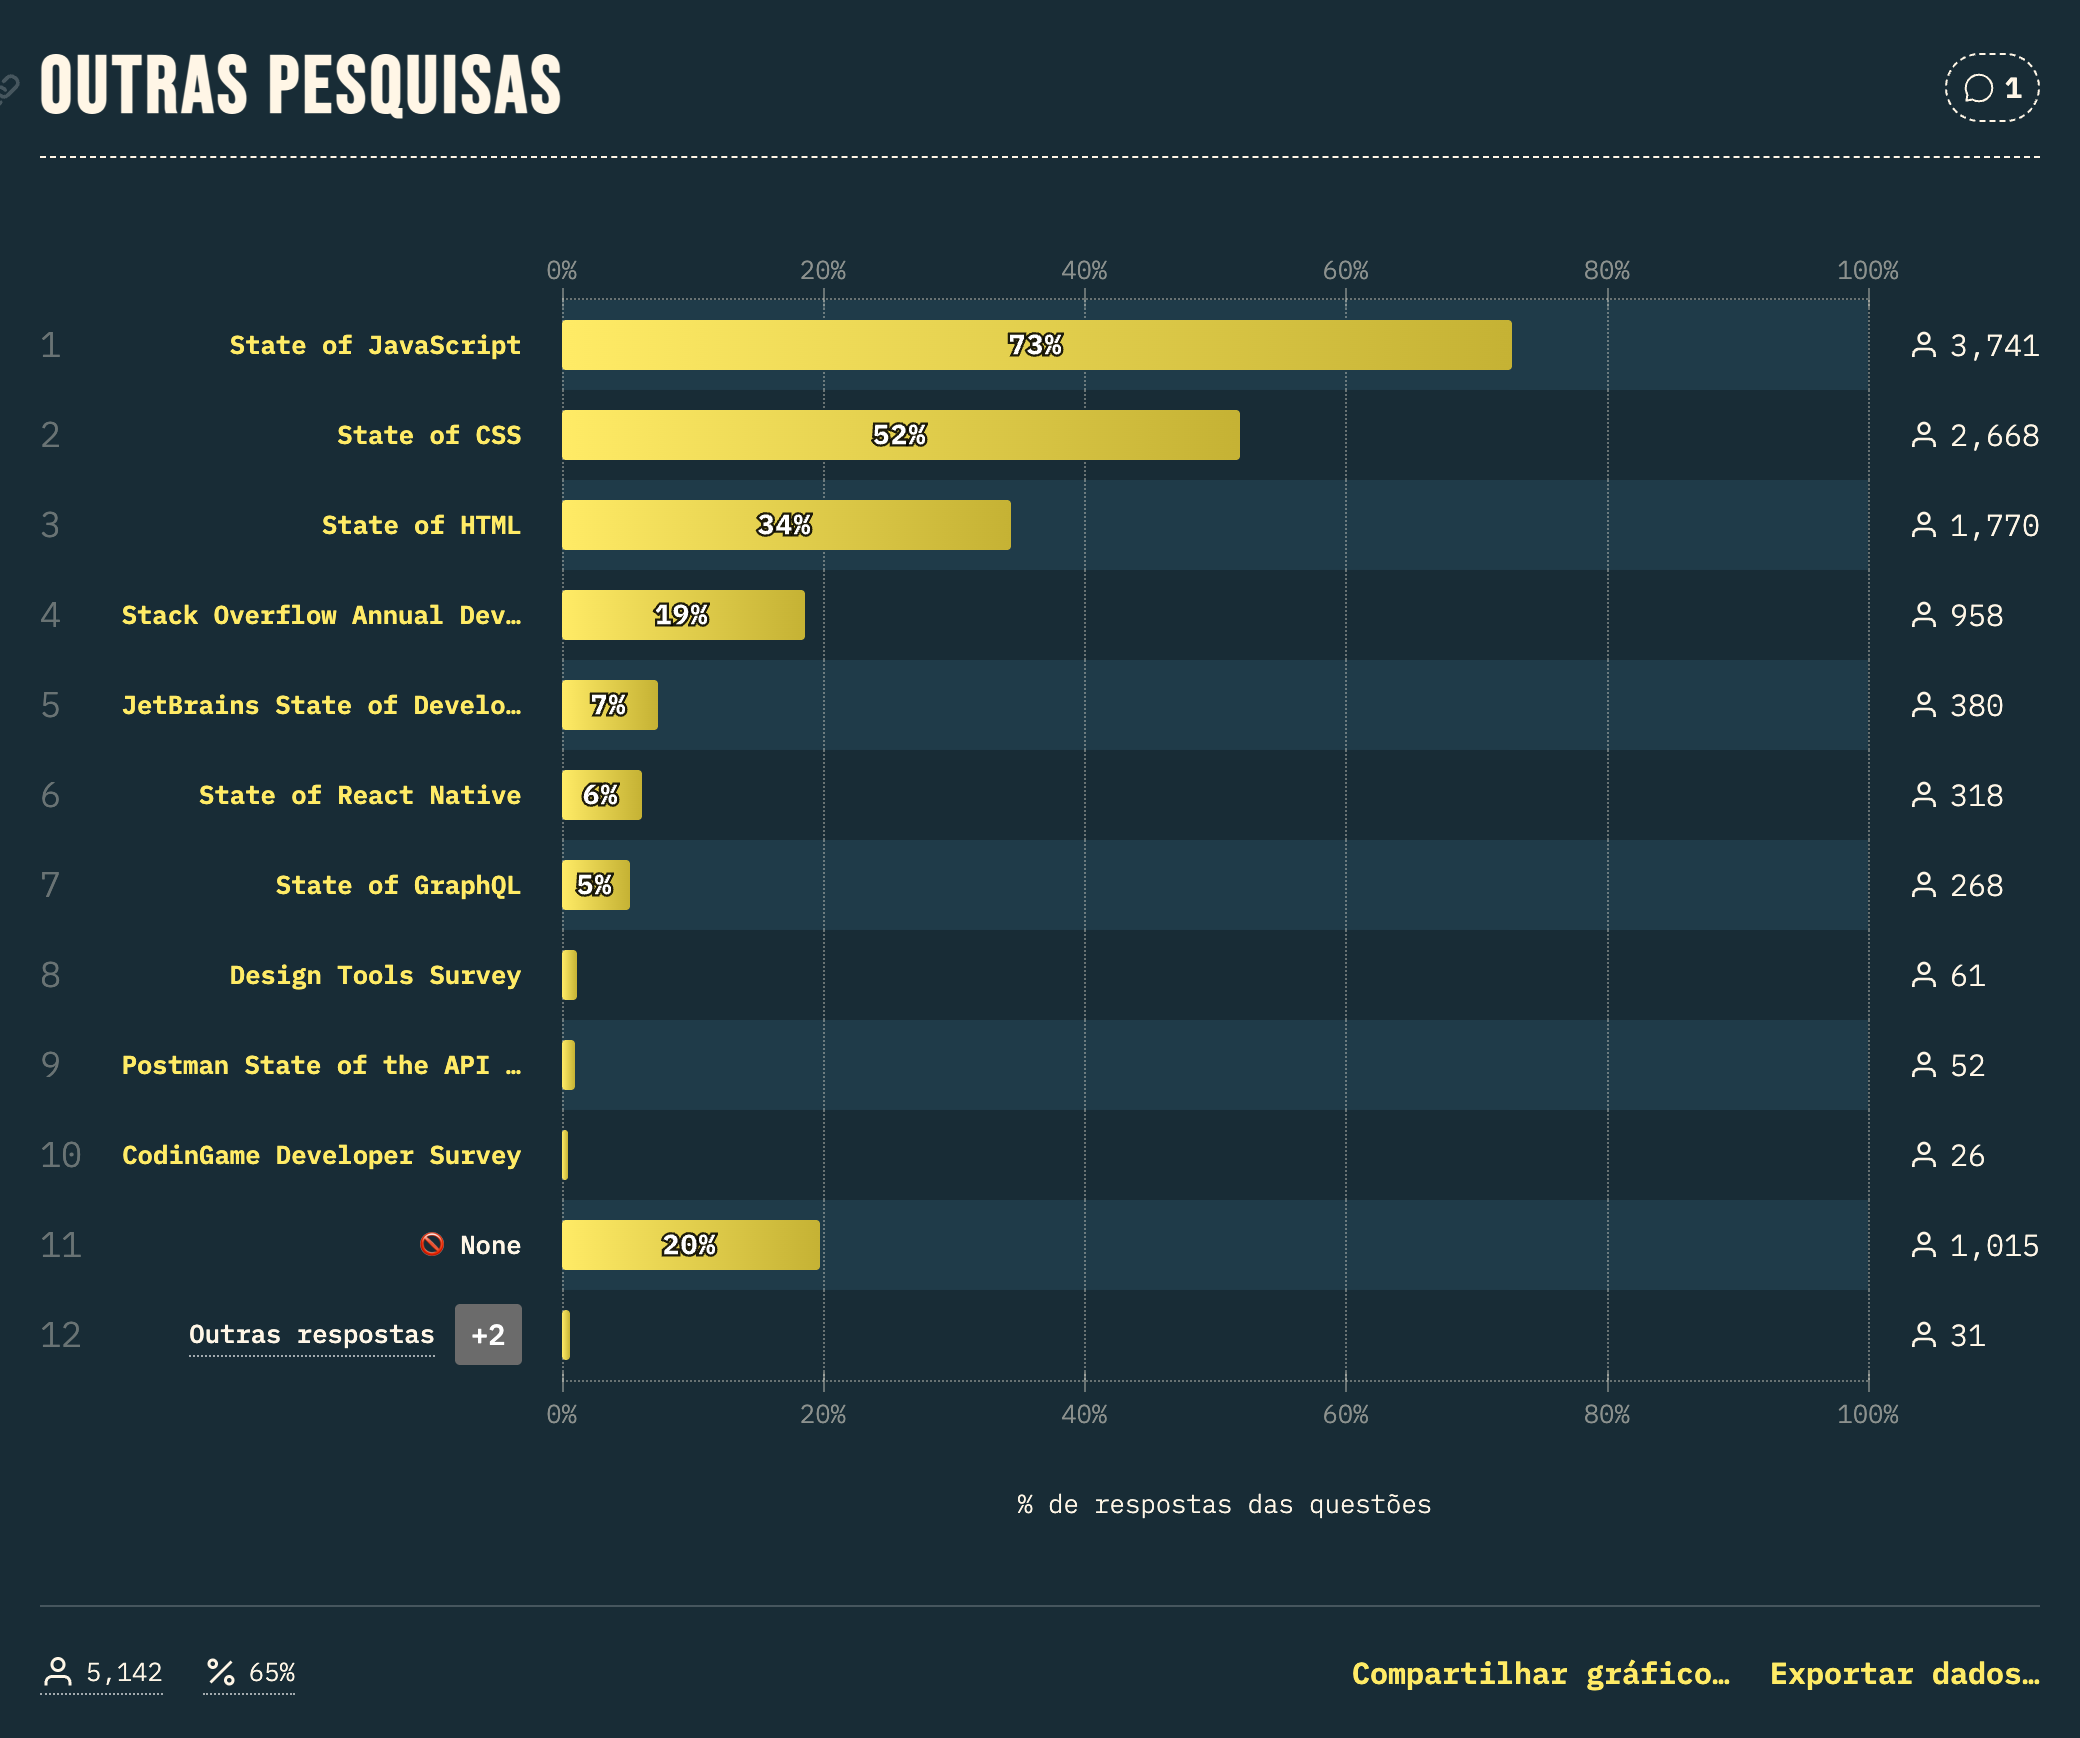 OUTRAS PESQUISAS
1
0% 20% 40% 60% 80% 100%
1 State of JavaScript 73% 3,741
2 State of CSS 52% 2,668
3 State of HTML 34% 1,770
4 Stack Overflow Annual Dev… 19% 958
5 JetBrains State of Develo… 7% 380
6 State of React Native 6% 318
7 State of GraphQL 5% 268
8 Design Tools Survey 61
9 Postman State of the API … 52
10 CodinGame Developer Survey 26
11 None 20% 1,015
12 Outras respostas +2 31
0% 20% 40% 60% 80% 100%
% de respostas das questões
5,142 65% Compartilhar gráfico… Exportar dados…